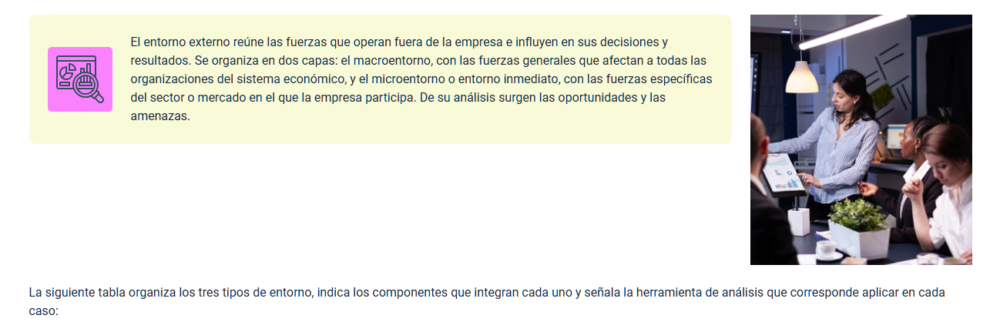 El entorno externo reúne las fuerzas que operan fuera de la empresa e influyen en sus decisiones y
resultados. Se organiza en dos capas: el macroentorno, con las fuerzas generales que afectan a todas las
organizaciones del sistema económico, y el microentorno o entorno inmediato, con las fuerzas específicas
del sector o mercado en el que la empresa participa. De su análisis surgen las oportunidades y las
amenazas.
La siguiente tabla organiza los tres tipos de entorno, indica los componentes que integran cada uno y señala la herramienta de análisis que corresponde aplicar en cada
caso: